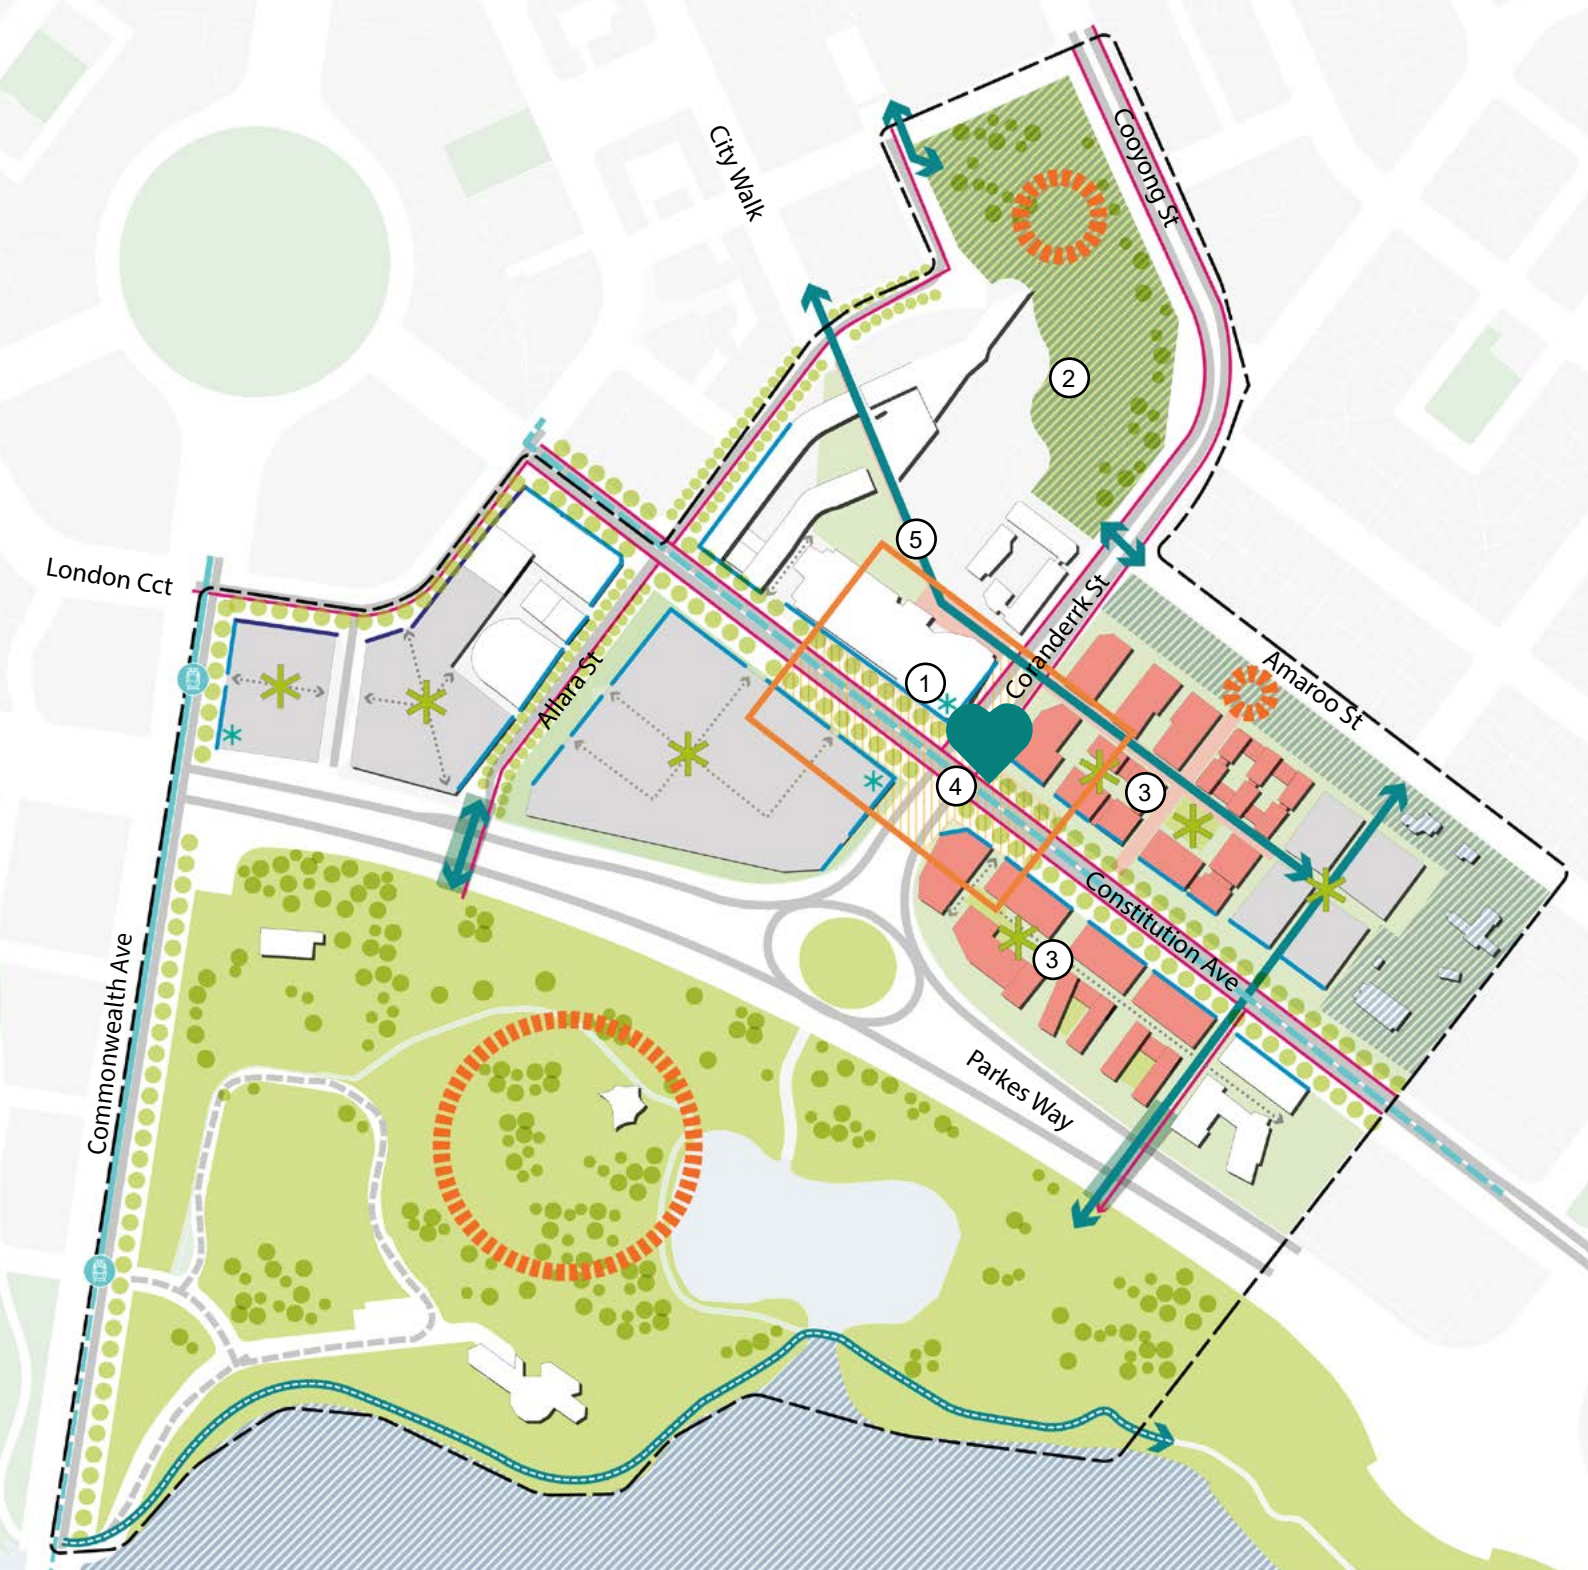 City Walk
Cooyong St
2
London Cct
5
Coranderrk St
1
Amaroo St
Allara St
4
3
Constitution Ave
3
Commonwealth Ave
Parkes Way